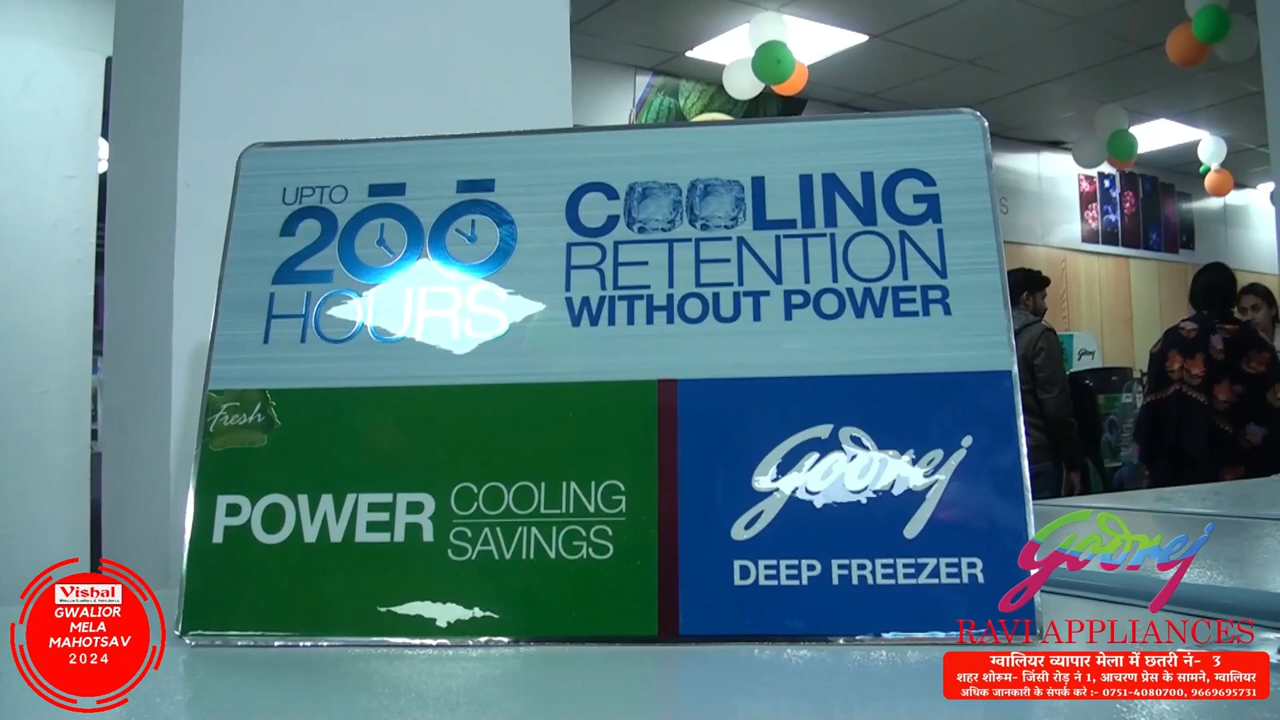 UPTO
200
HOURS
COOLING
RETENTION
WITHOUT POWER
Fresh
POWER COOLING
SAVINGS
Godrej
DEEP FREEZER
Godrej
Vishal
GWALIOR
MELA
MAHOTSAV
2024
Godrej
RAVI APPLIANCES
ग्वालियर व्यापार मेला में छतरी नं- 3
शहर शोरूम- जिंसी रोड़ नं 1, आचरण प्रेस के सामने, ग्वालियर
अधिक जानकारी के संपर्क करे :- 0751-4080700, 9669695731